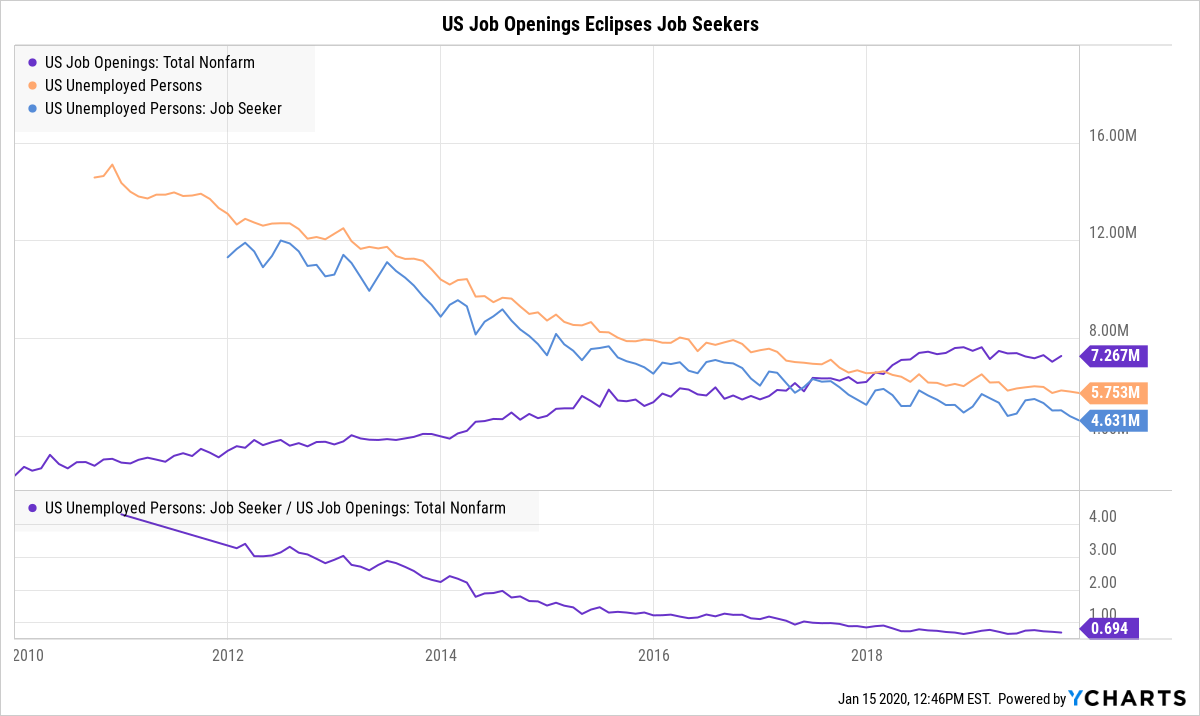 US Job Openings Eclipses Job Seekers
US Job Openings: Total Nonfarm
US Unemployed Persons
US Unemployed Persons: Job Seeker
16.00M
12.00M
8.00M
7.267M
5.753M
4.631M
4.00M
US Unemployed Persons: Job Seeker / US Job Openings: Total Nonfarm
4.00
3.00
2.00
1.00
0.694
2010 2012 2014 2016 2018
Jan 15 2020, 12:46PM EST. Powered by YCHARTS